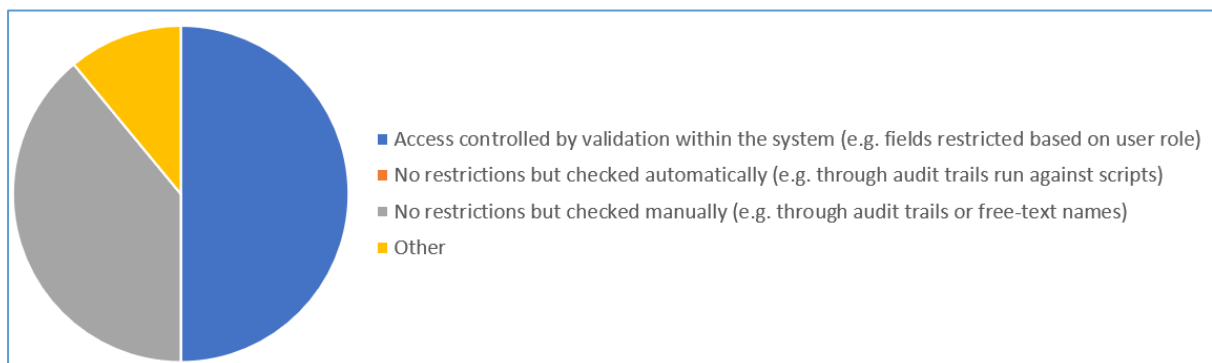 Access controlled by validation within the system (e.g. fields restricted based on user role)
No restrictions but checked automatically (e.g. through audit trails run against scripts)
No restrictions but checked manually (e.g. through audit trails or free-text names)
Other